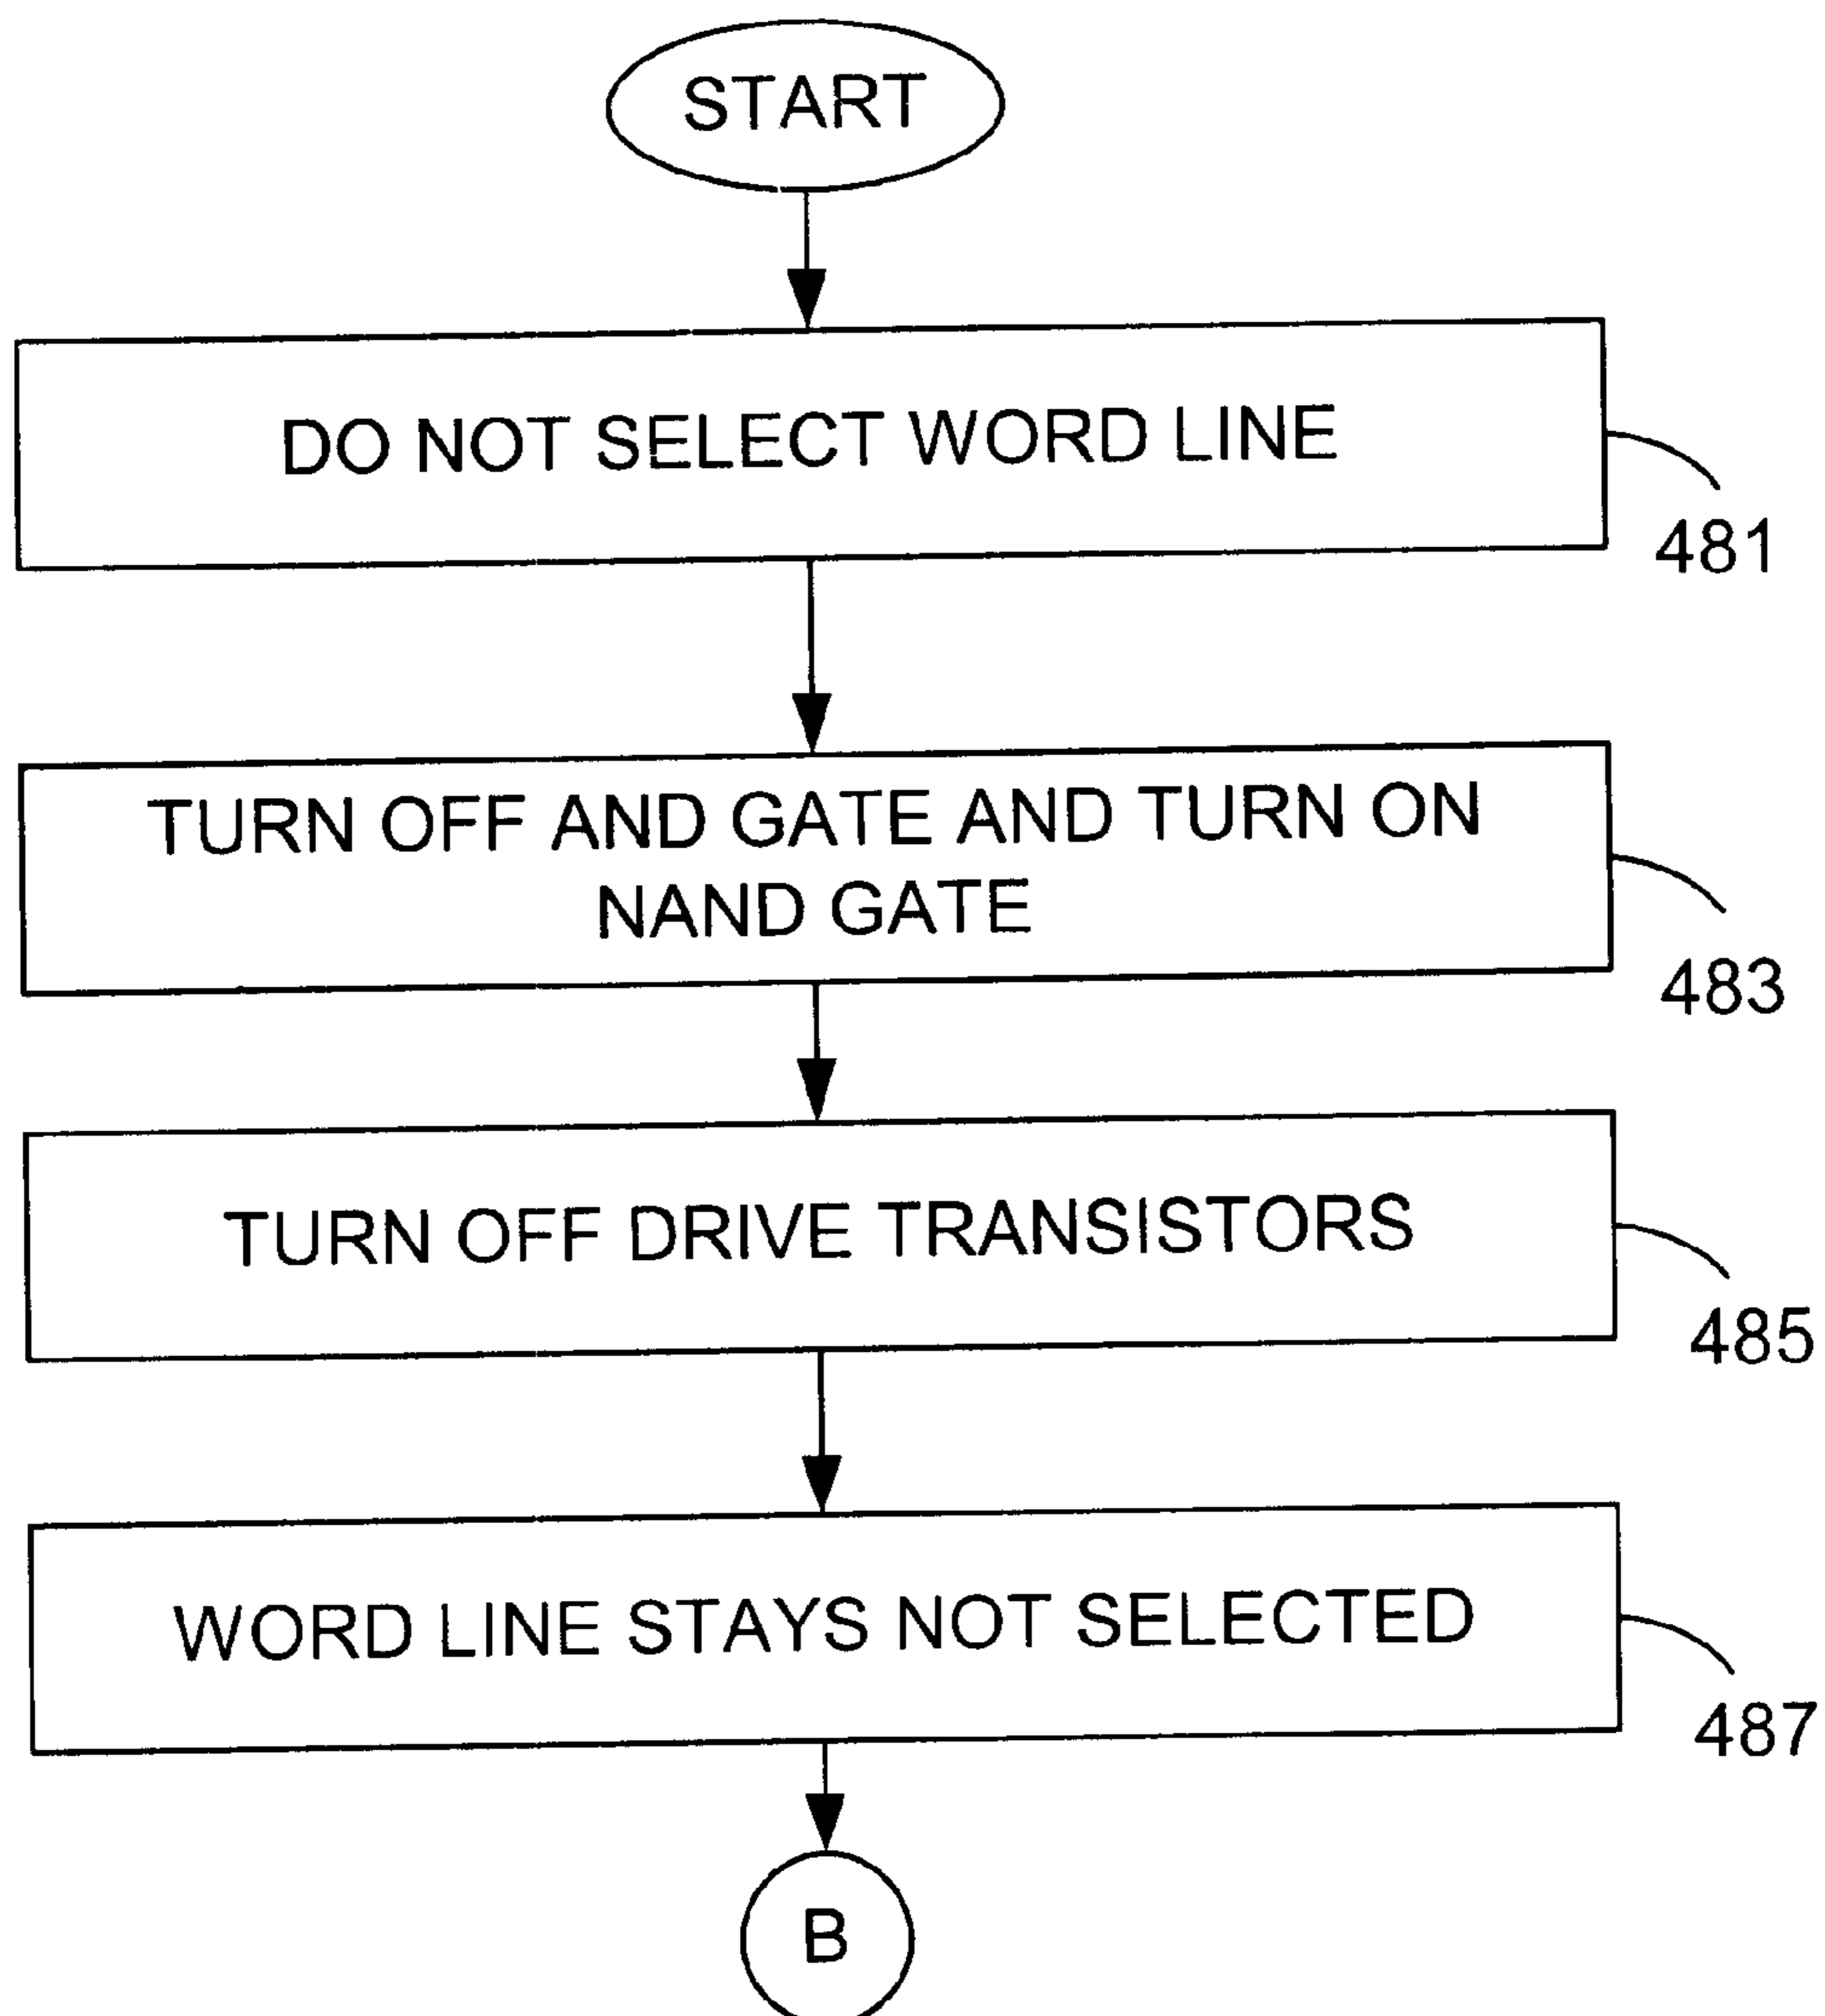 START
DO NOT SELECT WORD LINE
481
TURN OFF AND GATE AND TURN ON
NAND GATE
483
TURN OFF DRIVE TRANSISTORS
485
WORD LINE STAYS NOT SELECTED
487
B